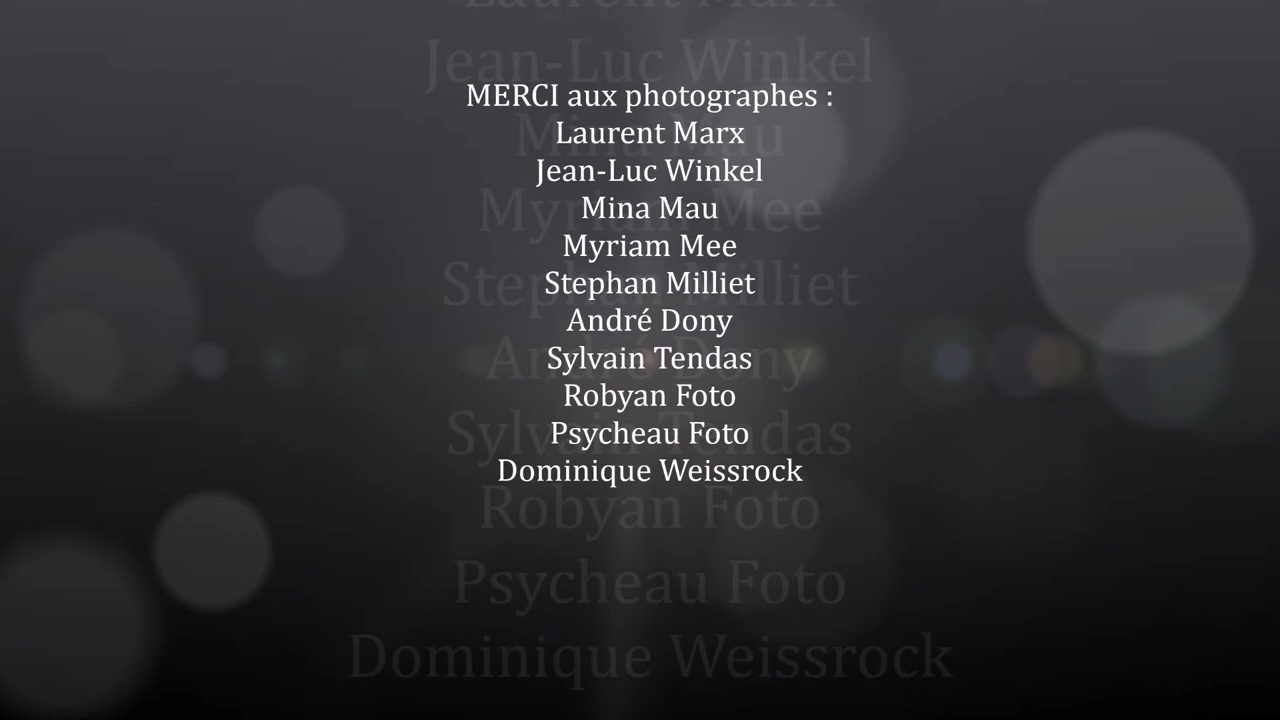 MERCI aux photographes :
Laurent Marx
Jean-Luc Winkel
Mina Mau
Myriam Mee
Stephan Milliet
André Dony
Sylvain Tendas
Robyan Foto
Psycheau Foto
Dominique Weissrock